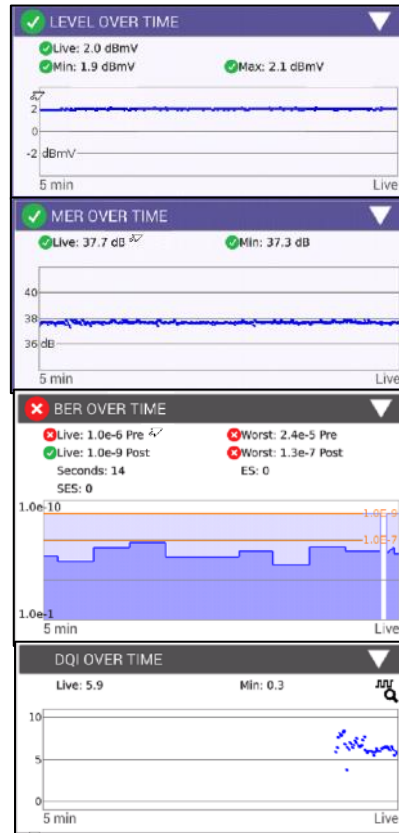 LEVEL OVER TIME
Live: 2.0 dBmV
Min: 1.9 dBmV Max: 2.1 dBmV
2
0
-2 dBmV
5 min Live
MER OVER TIME
Live: 37.7 dB Min: 37.3 dB
40
38
36 dB
5 min Live
BER OVER TIME
Live: 1.0e-6 Pre Worst: 2.4e-5 Pre
Live: 1.0e-9 Post Worst: 1.3e-7 Post
Seconds: 14 ES: 0
SES: 0
1.0e-10
1.0E-9
1.0E-7
1.0e-1
5 min Live
DQI OVER TIME
Live: 5.9 Min: 0.3
10
5
0
5 min Live